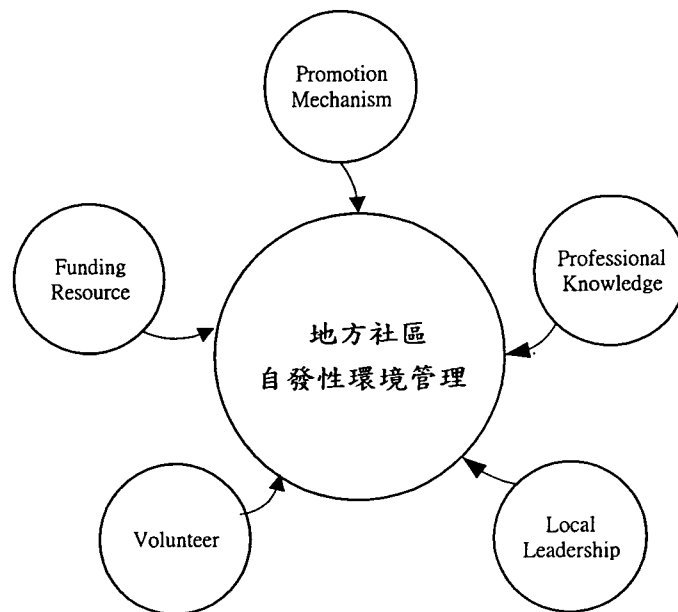 Promotion
Mechanism
Funding
Resource
Professional
Knowledge
地方社區
自發性環境管理
Volunteer
Local
Leadership